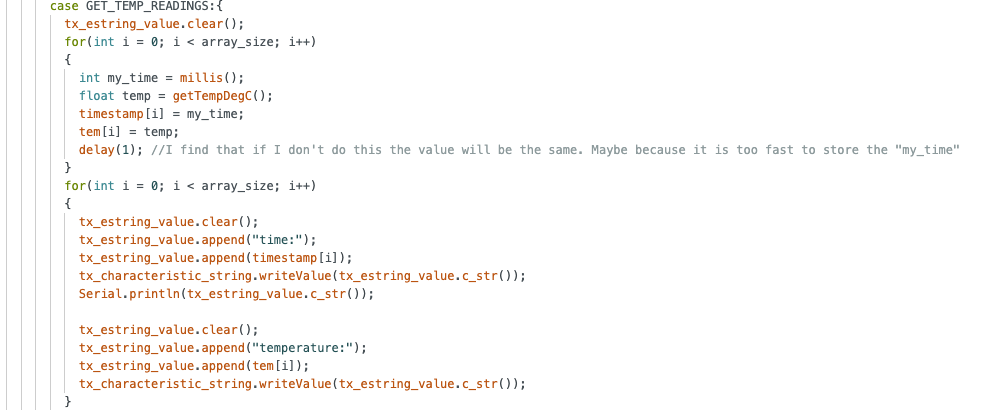 case GET_TEMP_READINGS:{
tx_estring_value.clear();
for(int i = 0; i < array_size; i++)
{
int my_time = millis();
float temp = getTempDegC();
timestamp[i] = my_time;
tem[i] = temp;
delay(1); //I find that if I don't do this the value will be the same. Maybe because it is too fast to store the "my_time"
}
for(int i = 0; i < array_size; i++)
{
tx_estring_value.clear();
tx_estring_value.append("time:");
tx_estring_value.append(timestamp[i]);
tx_characteristic_string.writeValue(tx_estring_value.c_str());
Serial.println(tx_estring_value.c_str());
tx_estring_value.clear();
tx_estring_value.append("temperature:");
tx_estring_value.append(tem[i]);
tx_characteristic_string.writeValue(tx_estring_value.c_str());
}